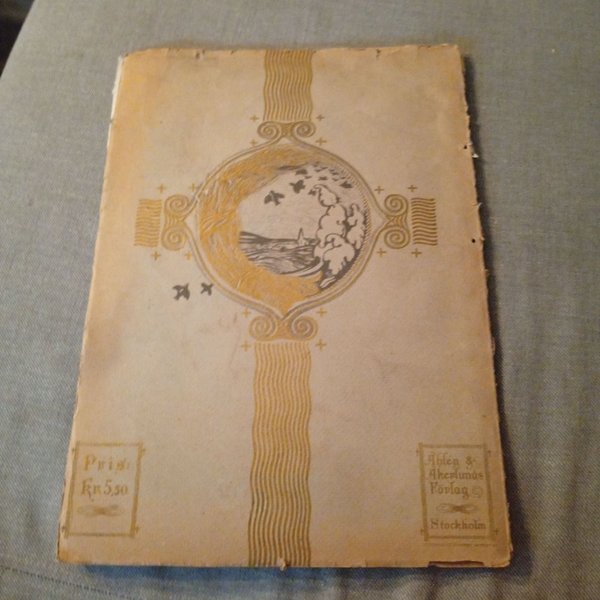 Pris:
Kr. 5,50
Åhlén &
Åkerlunds
Förlag
Stockholm